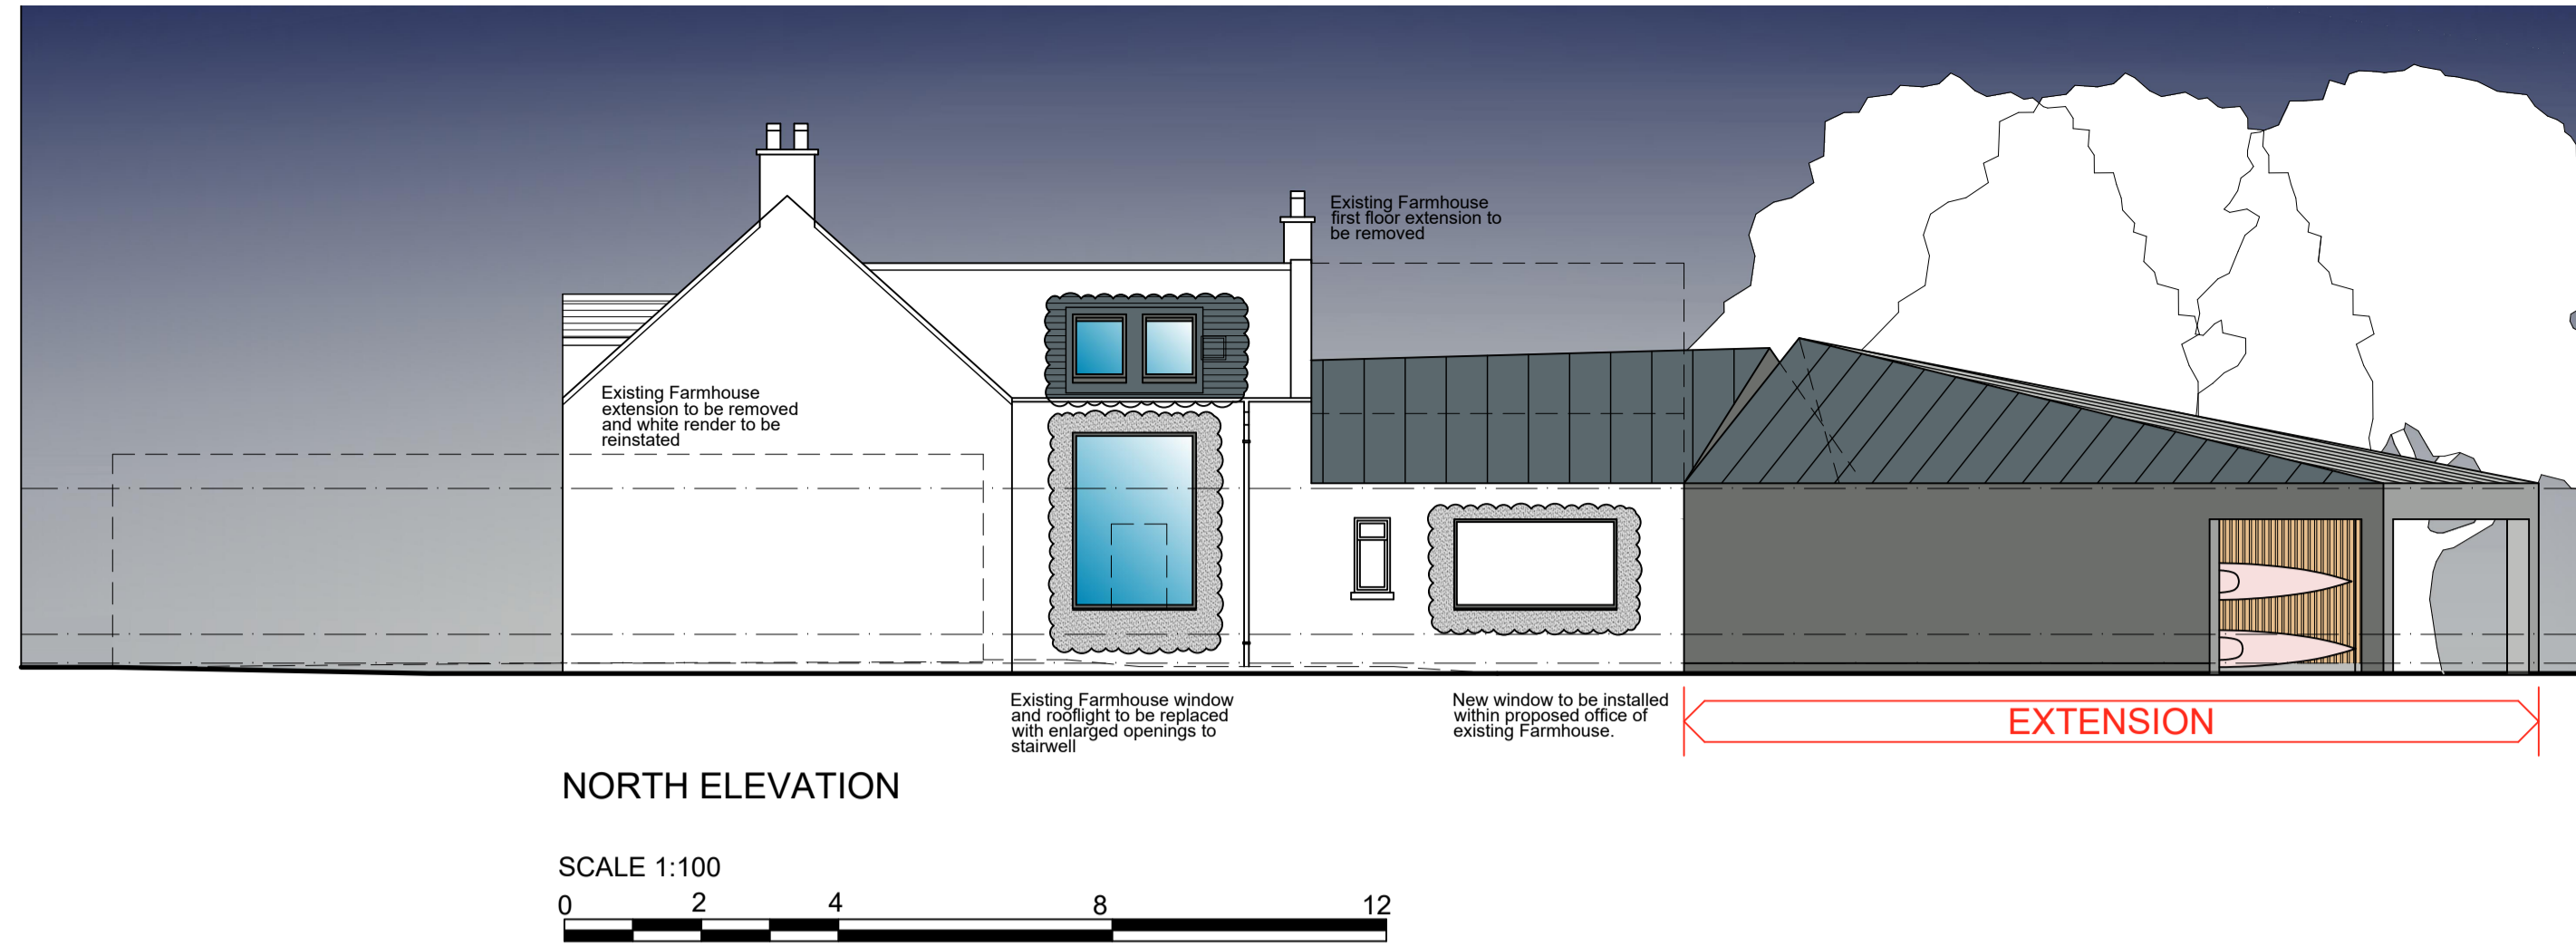 Existing Farmhouse
first floor extension to
be removed
Existing Farmhouse
extension to be removed
and white render to be
reinstated
Existing Farmhouse window
and rooflight to be replaced
with enlarged openings to
stairwell
New window to be installed
within proposed office of
existing Farmhouse.
EXTENSION
NORTH ELEVATION
SCALE 1:100
0 2 4 8 12